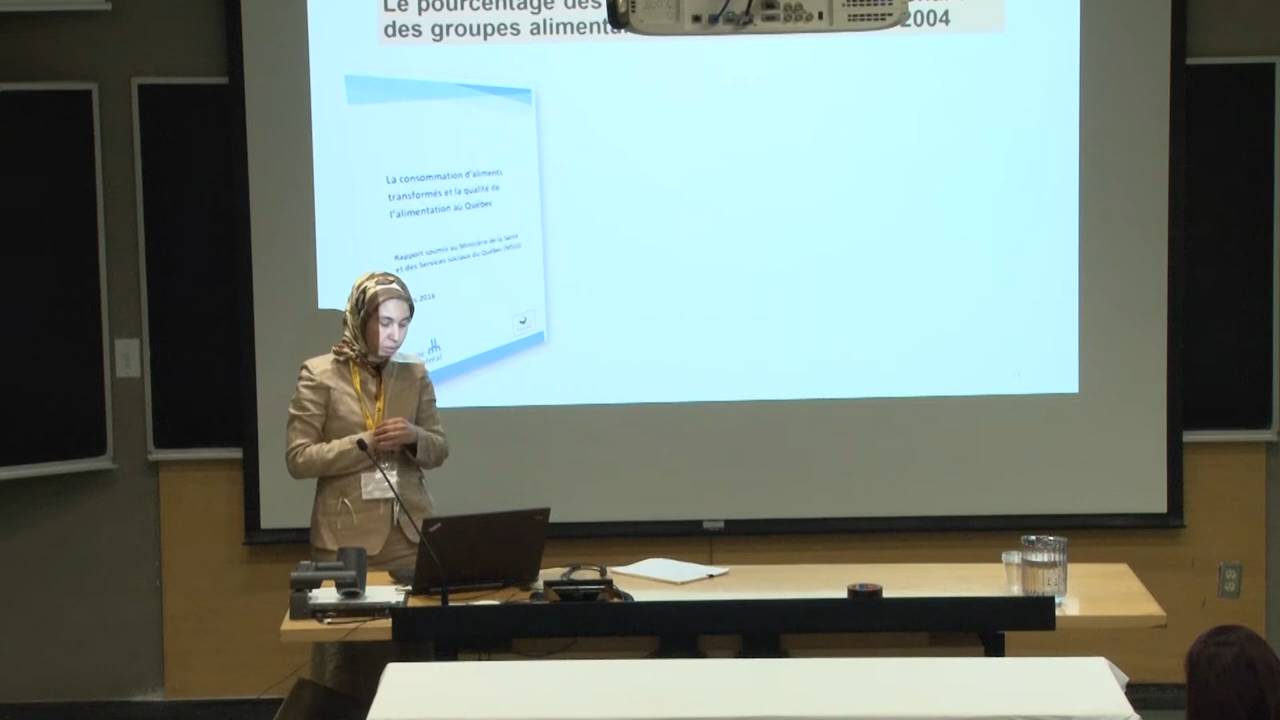 Le pourcentage des
des groupes alimenta
2004
La consommation d'aliments
transformés et la qualité de
l'alimentation au Québec
Rapport soumis au Ministère de la Santé
et des Services sociaux du Québec (MSSS)
2016